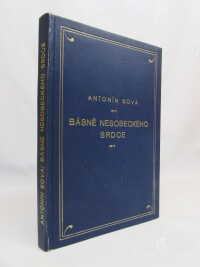 ANTONÍN SOVA
BÁSNĚ NESOBECKÉHO
SRDCE
ANTONÍN SOVA: BÁSNĚ NESOBECKÉHO SRDCE